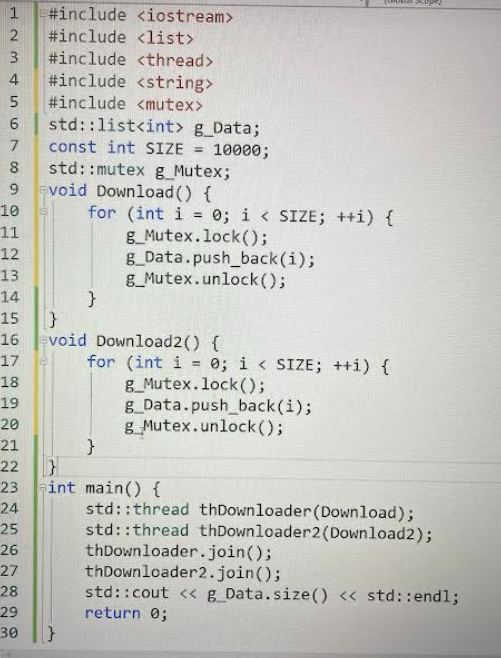 (Global Scope)
1 #include <iostream>
2 #include <list>
3 #include <thread>
4 #include <string>
5 #include <mutex>
6 std::list<int> g_Data;
7 const int SIZE = 10000;
8 std::mutex g_Mutex;
9 void Download() {
10 for (int i = 0; i < SIZE; ++i) {
11 g_Mutex.lock();
12 g_Data.push_back(i);
13 g_Mutex.unlock();
14 }
15 }
16 void Download2() {
17 for (int i = 0; i < SIZE; ++i) {
18 g_Mutex.lock();
19 g_Data.push_back(i);
20 g_Mutex.unlock();
21 }
22 }
23 int main() {
24 std::thread thDownloader(Download);
25 std::thread thDownloader2(Download2);
26 thDownloader.join();
27 thDownloader2.join();
28 std::cout << g_Data.size() << std::endl;
29 return 0;
30 }